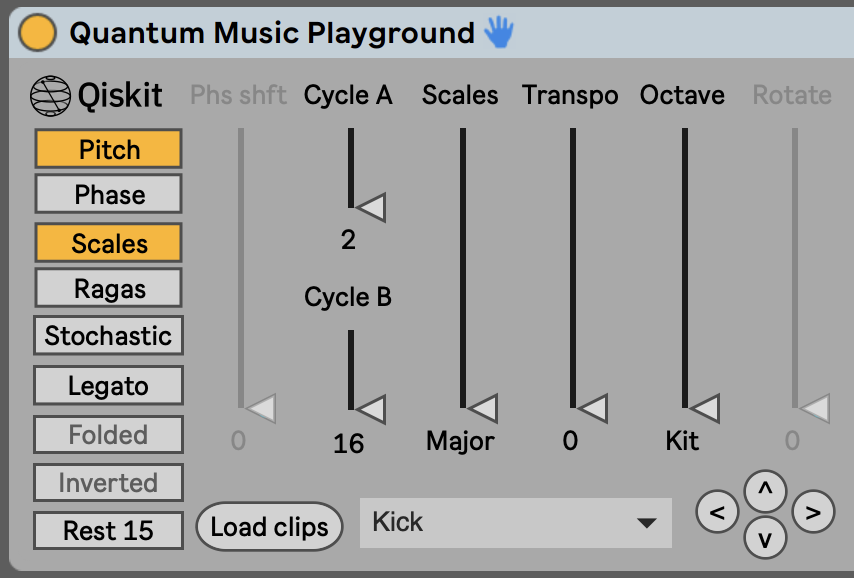 Quantum Music Playground
Qiskit
Phs shft Cycle A Scales Transpo Octave Rotate
Pitch
Phase
Scales
Ragas
Stochastic
Legato
Folded
Inverted
Rest 15
2
Cycle B
0 16 Major 0 Kit 0
Load clips Kick
^
< >
v